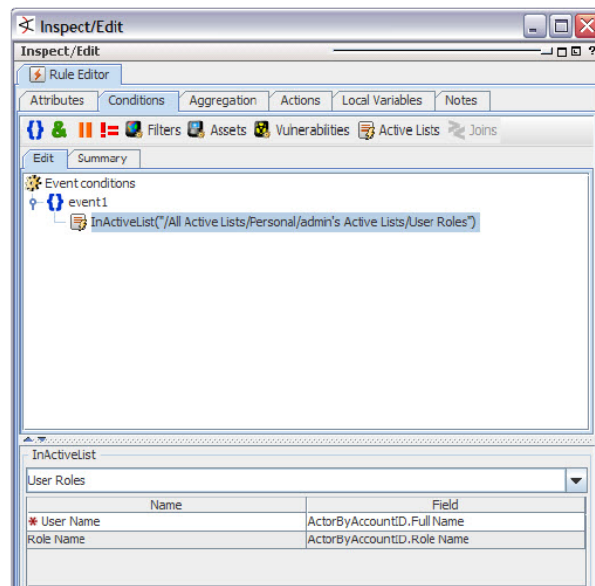 Inspect/Edit
Inspect/Edit ?
Rule Editor
Attributes Conditions Aggregation Actions Local Variables Notes
{} & || != Filters Assets Vulnerabilities Active Lists Joins
Edit Summary
Event conditions
{} event1
InActiveList("/All Active Lists/Personal/admin's Active Lists/User Roles")
InActiveList
User Roles
Name Field
* User Name ActorByAccountID.Full Name
Role Name ActorByAccountID.Role Name